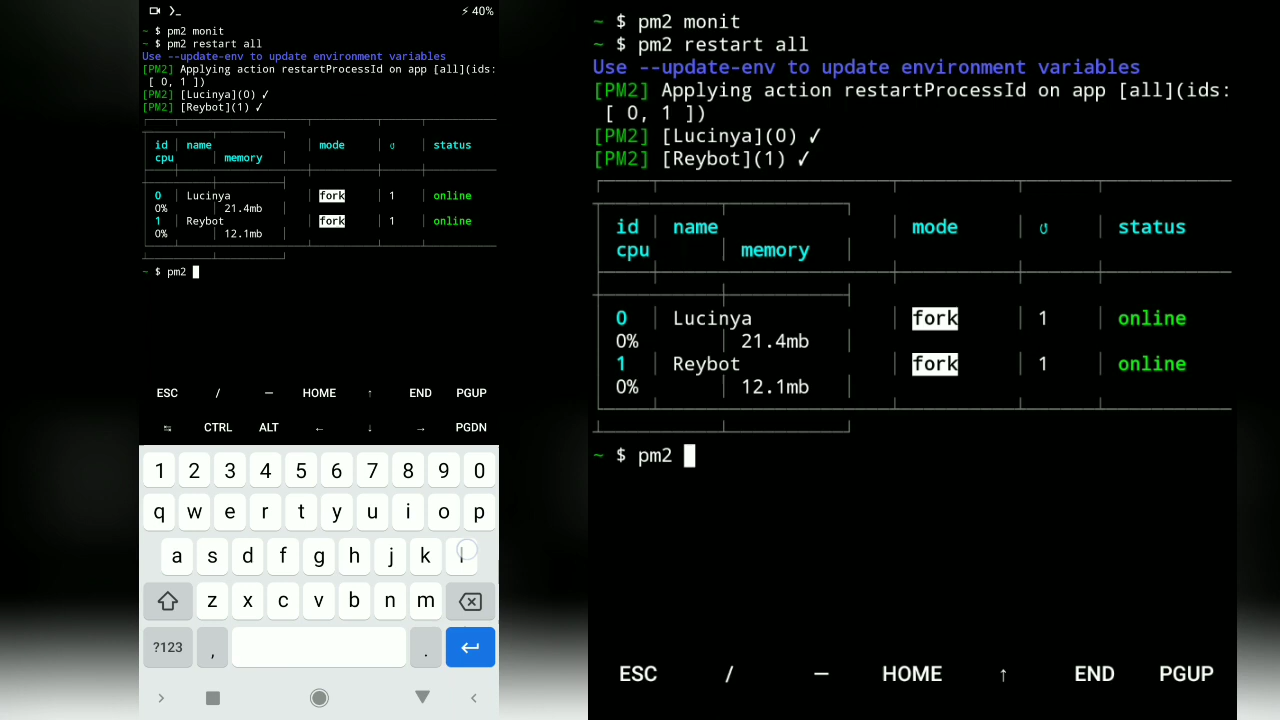 ⚡ 40%
~ $ pm2 monit
~ $ pm2 restart all
Use --update-env to update environment variables
[PM2] Applying action restartProcessId on app [all](ids:
[ 0, 1 ])
[PM2] [Lucinya](0) ✓
[PM2] [Reybot](1) ✓
id name mode ↺ status
cpu memory
0 Lucinya fork 1 online
0% 21.4mb
1 Reybot fork 1 online
0% 12.1mb
~ $ pm2
ESC / — HOME ↑ END PGUP
↹ CTRL ALT ← ↓ → PGDN
1 2 3 4 5 6 7 8 9 0
q w e r t y u i o p
a s d f g h j k l
z x c v b n m
?123 , .
~ $ pm2 monit
~ $ pm2 restart all
Use --update-env to update environment variables
[PM2] Applying action restartProcessId on app [all](ids:
[ 0, 1 ])
[PM2] [Lucinya](0) ✓
[PM2] [Reybot](1) ✓
id name mode ↺ status
cpu memory
0 Lucinya fork 1 online
0% 21.4mb
1 Reybot fork 1 online
0% 12.1mb
~ $ pm2
ESC / — HOME ↑ END PGUP